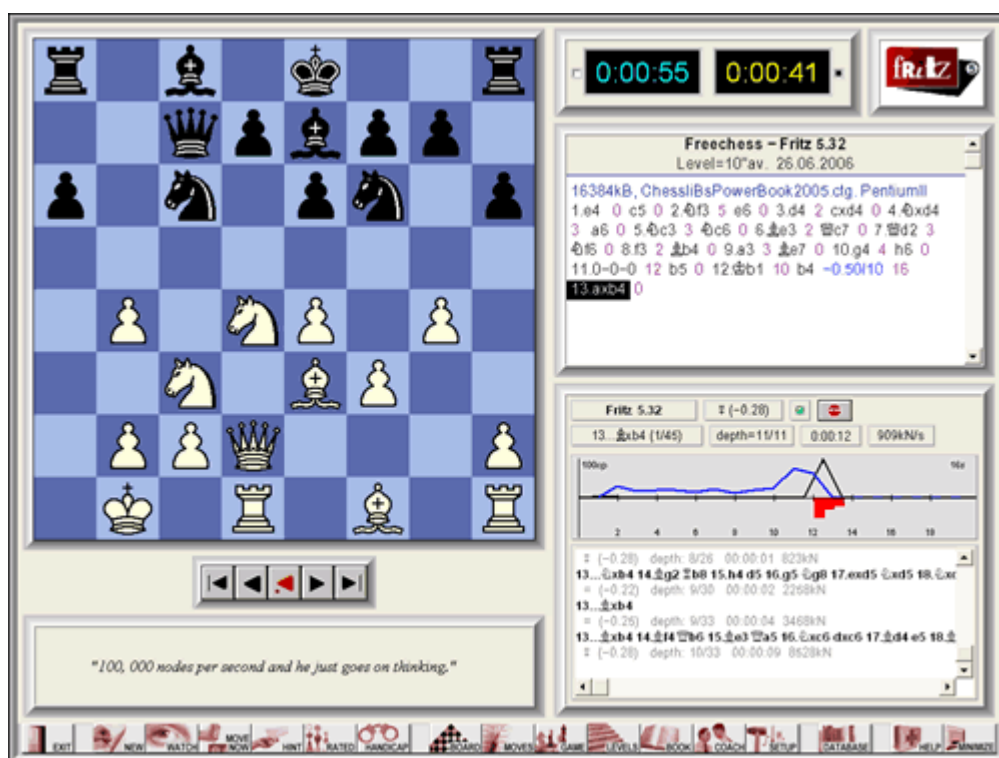 0:00:55
0:00:41
fRitZ
5
Freechess – Fritz 5.32
Level=10"av. 26.06.2006
16384kB, ChessliBsPowerBook2005.ctg. PentiumIII
1.e4 0 c5 0 2.♘f3 5 e6 0 3.d4 2 cxd4 0 4.♘xd4
3 a6 0 5.♘c3 3 ♘c6 0 6.♗e3 2 ♕c7 0 7.♕d2 3
♘f6 0 8.f3 2 ♗b4 0 9.a3 3 ♗e7 0 10.g4 4 h6 0
11.0-0-0 12 b5 0 12.♔b1 10 b4 -0.50/10 16
13.axb4 0
Fritz 5.32
∓ (-0.28)
13...♗xb4 (1/45)
depth=11/11
0:00:12
909kN/s
100cp
16s
2 4 6 8 10 12 14 16 18
(-0.28) depth: 8/26 00:00:01 823kN
13...♘xb4 14.♗g2 ♖b8 15.h4 d5 16.g5 ♘g8 17.exd5 ♘xd5 18.♘xc
= (-0.22) depth: 9/30 00:00:02 2258kN
13...♗xb4
= (-0.25) depth: 9/33 00:00:04 3468kN
13...♗xb4 14.♗f4 ♕b6 15.♗e3 ♕a5 16.♘xc6 dxc6 17.♗d4 e5 18.♗
(-0.28) depth: 10/33 00:00:09 8628kN
"100, 000 nodes per second and he just goes on thinking."
EXIT NEW WATCH MOVE NOW HINT RATED HANDICAP BOARD MOVES GAME LEVELS BOOK COACH SETUP DATABASE HELP MINIMIZE